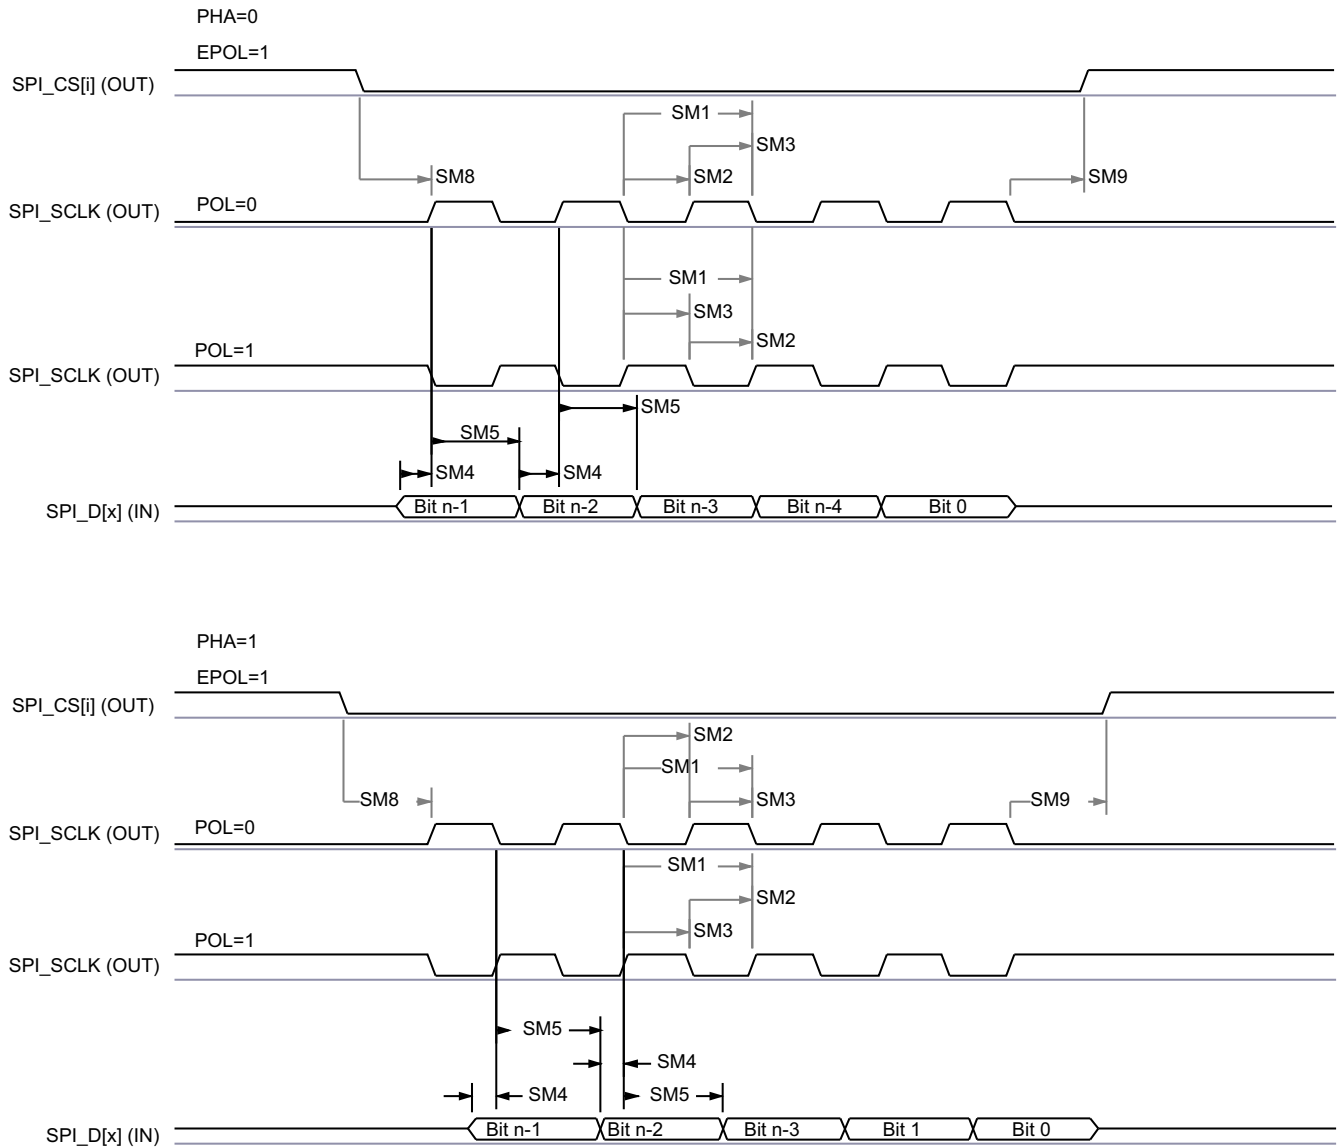 PHA=0
EPOL=1
SPI_CS[i] (OUT)
SM1
SM3
SM8
SM2
SM9
SPI_SCLK (OUT)
POL=0
SM1
SM3
SM2
POL=1
SPI_SCLK (OUT)
SM5
SM5
SM4
SM4
SPI_D[x] (IN)
Bit n-1
Bit n-2
Bit n-3
Bit n-4
Bit 0
PHA=1
EPOL=1
SPI_CS[i] (OUT)
SM2
SM1
SM8
SM3
SM9
SPI_SCLK (OUT)
POL=0
SM1
SM2
SM3
POL=1
SPI_SCLK (OUT)
SM5
SM4
SM4
SM5
SPI_D[x] (IN)
Bit n-1
Bit n-2
Bit n-3
Bit 1
Bit 0